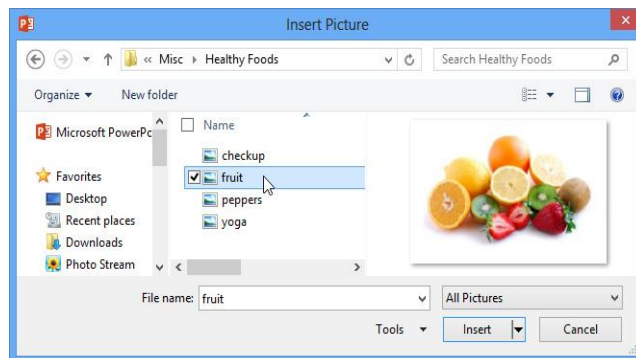 Insert Picture
« Misc Healthy Foods Search Healthy Foods
Organize New folder
Microsoft PowerPc
Name
checkup
Favorites fruit
Desktop peppers
Recent places yoga
Downloads
Photo Stream
File name: fruit All Pictures
Tools Insert Cancel